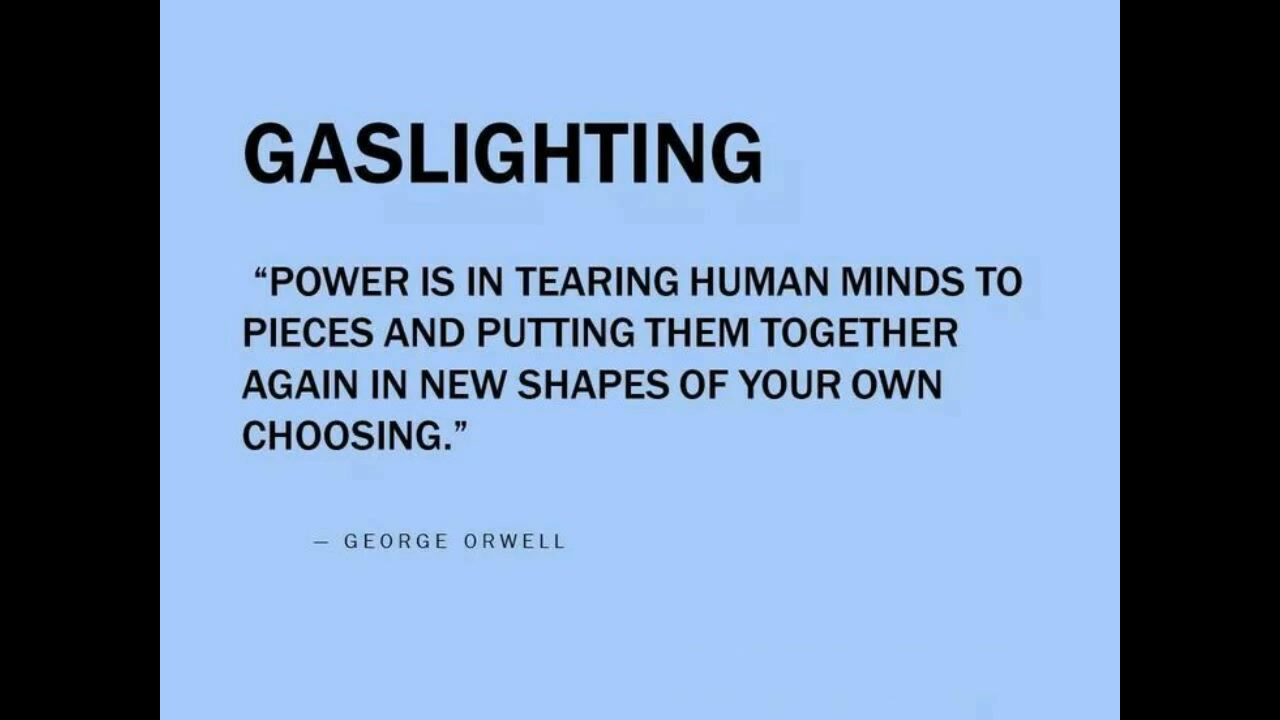 GASLIGHTING
“POWER IS IN TEARING HUMAN MINDS TO
PIECES AND PUTTING THEM TOGETHER
AGAIN IN NEW SHAPES OF YOUR OWN
CHOOSING.”
— GEORGE ORWELL